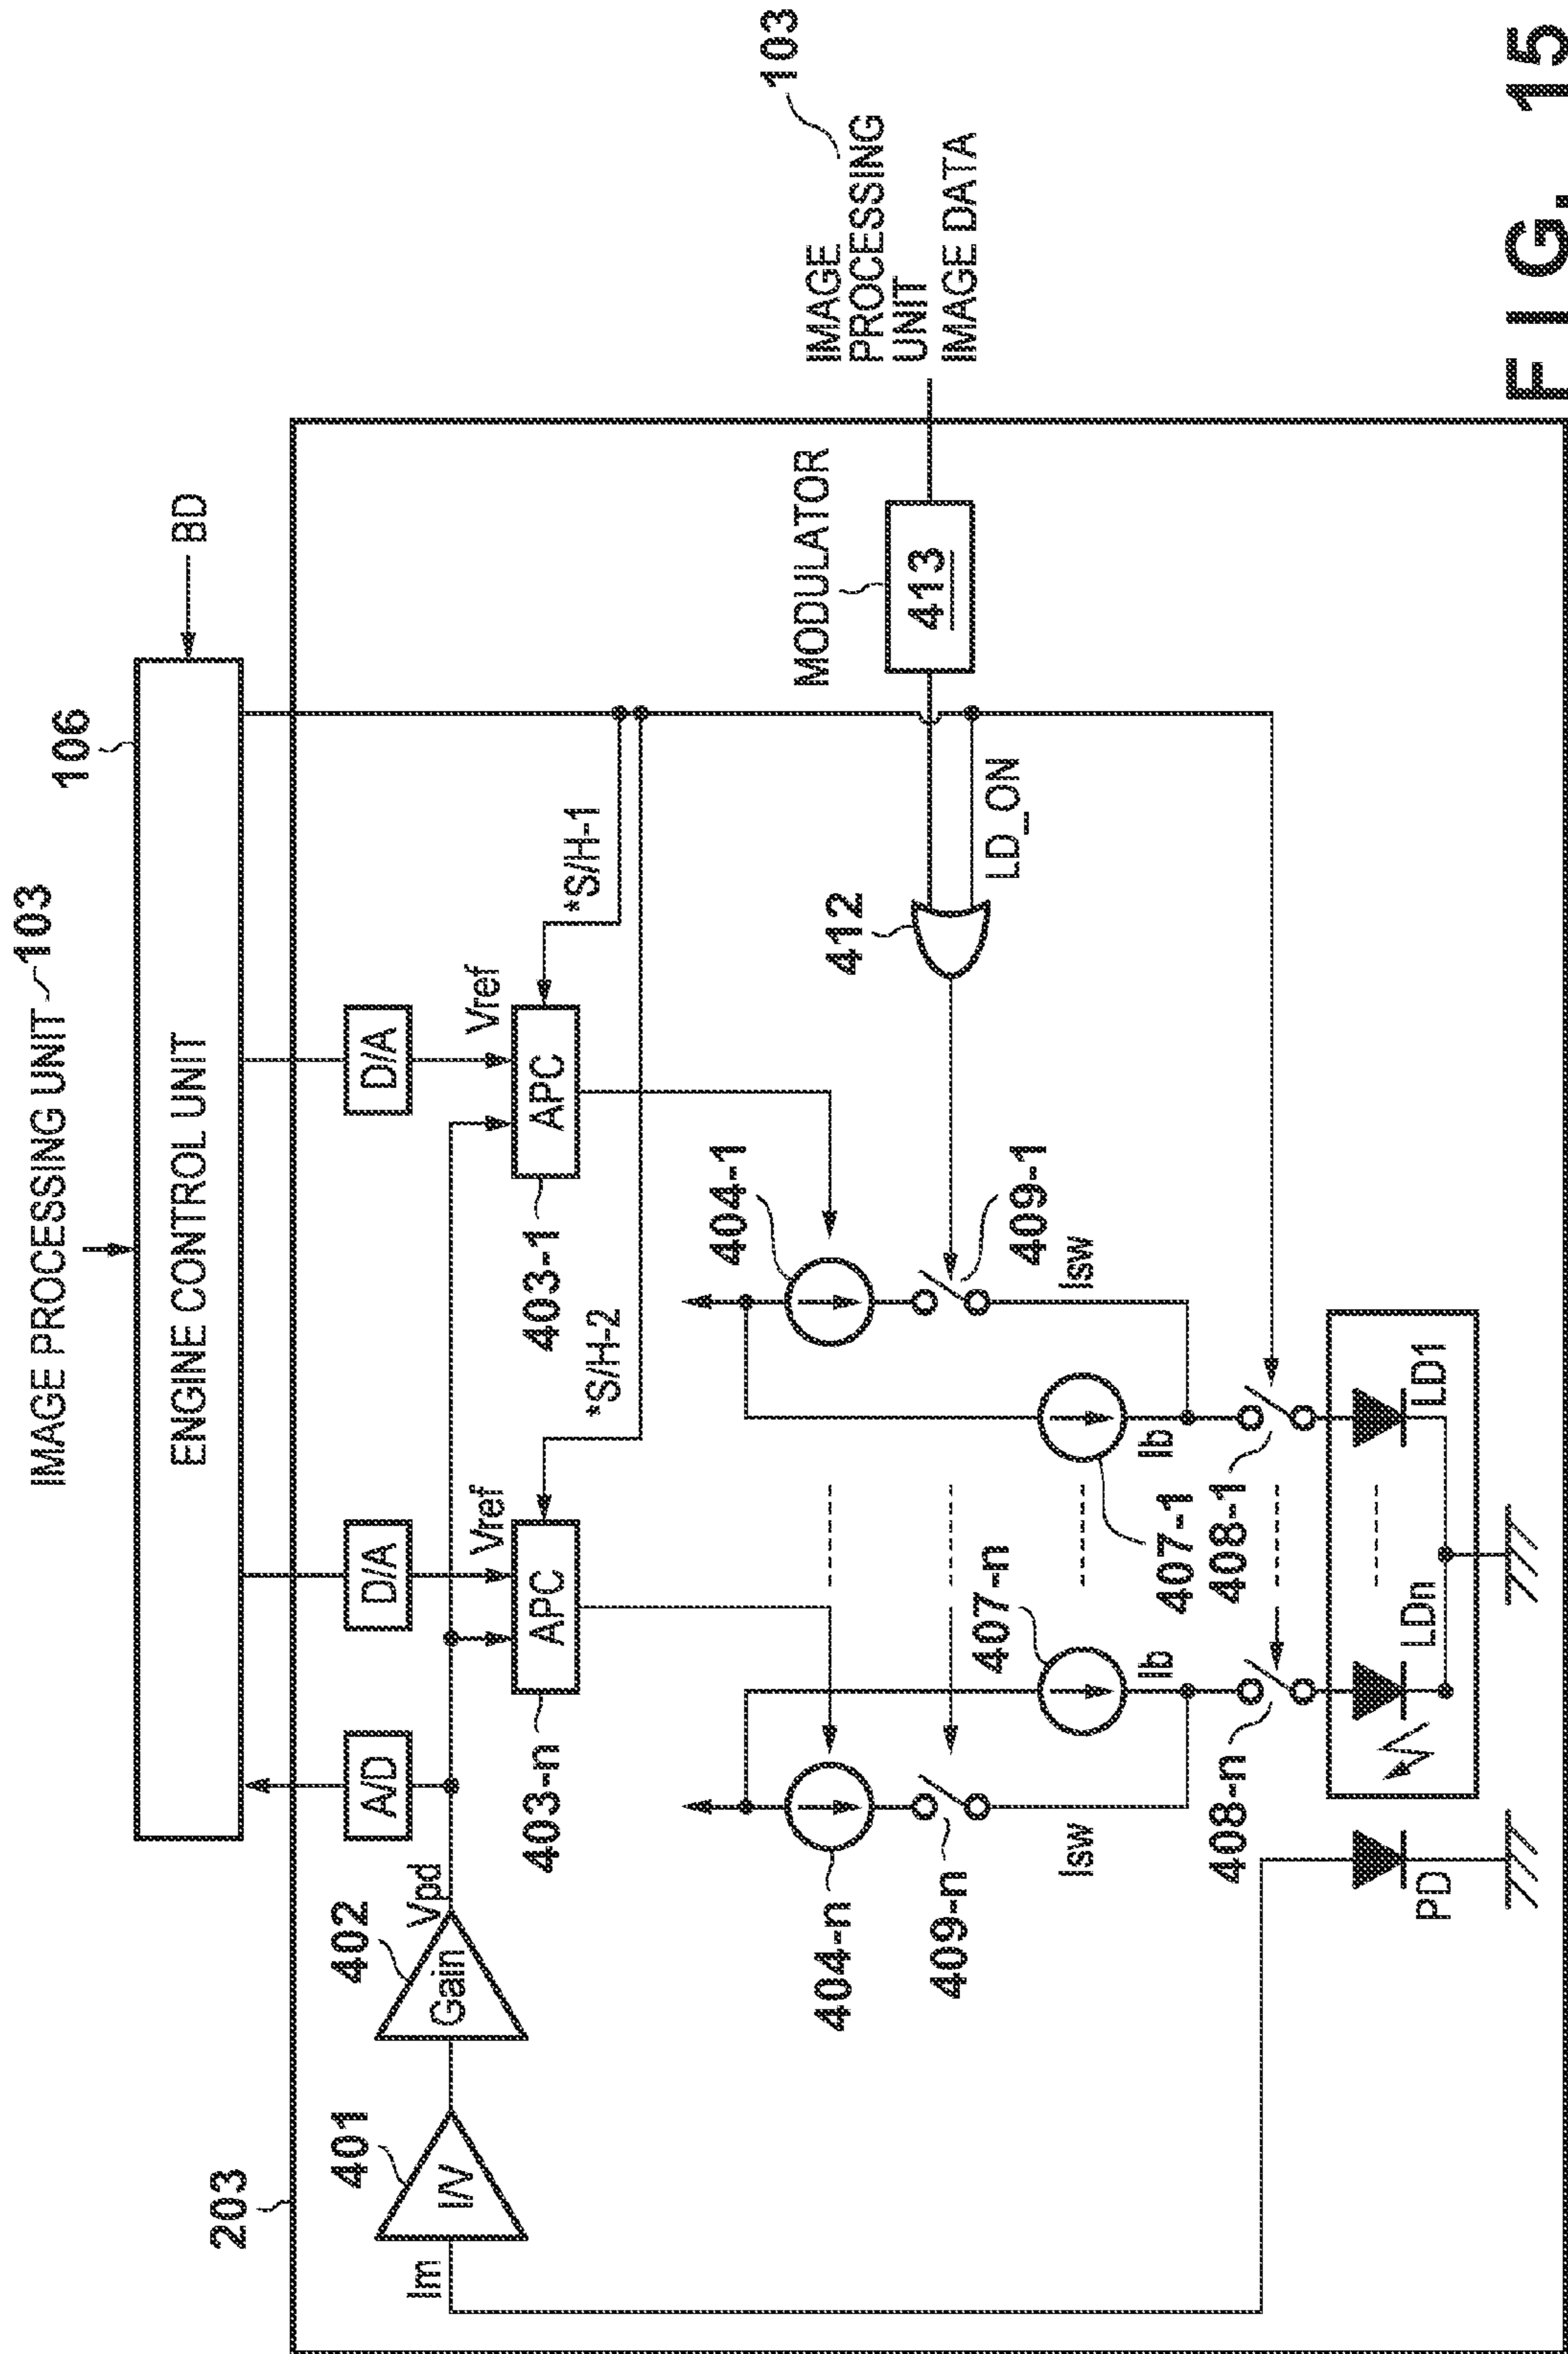 IMAGE PROCESSING UNIT 103
106
ENGINE CONTROL UNIT
BD
203
401
I/V
Im
402
Gain
Vpd
A/D
D/A
D/A
Vref
Vref
APC
APC
403-n
403-1
*S/H-2
*S/H-1
404-n
404-1
409-n
409-1
Isw
Isw
407-n
407-1
Ib
Ib
408-n
408-1
LDn
LD1
PD
412
LD_ON
MODULATOR
413
IMAGE
PROCESSING
UNIT
IMAGE DATA
103
FIG. 15